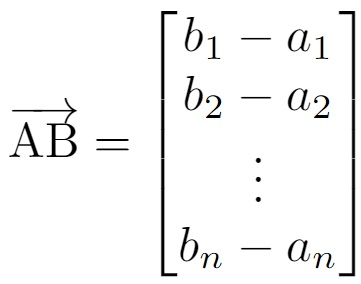 b₁ − a₁
b₂ − a₂
AB⃗ =
⋮
bₙ − aₙ